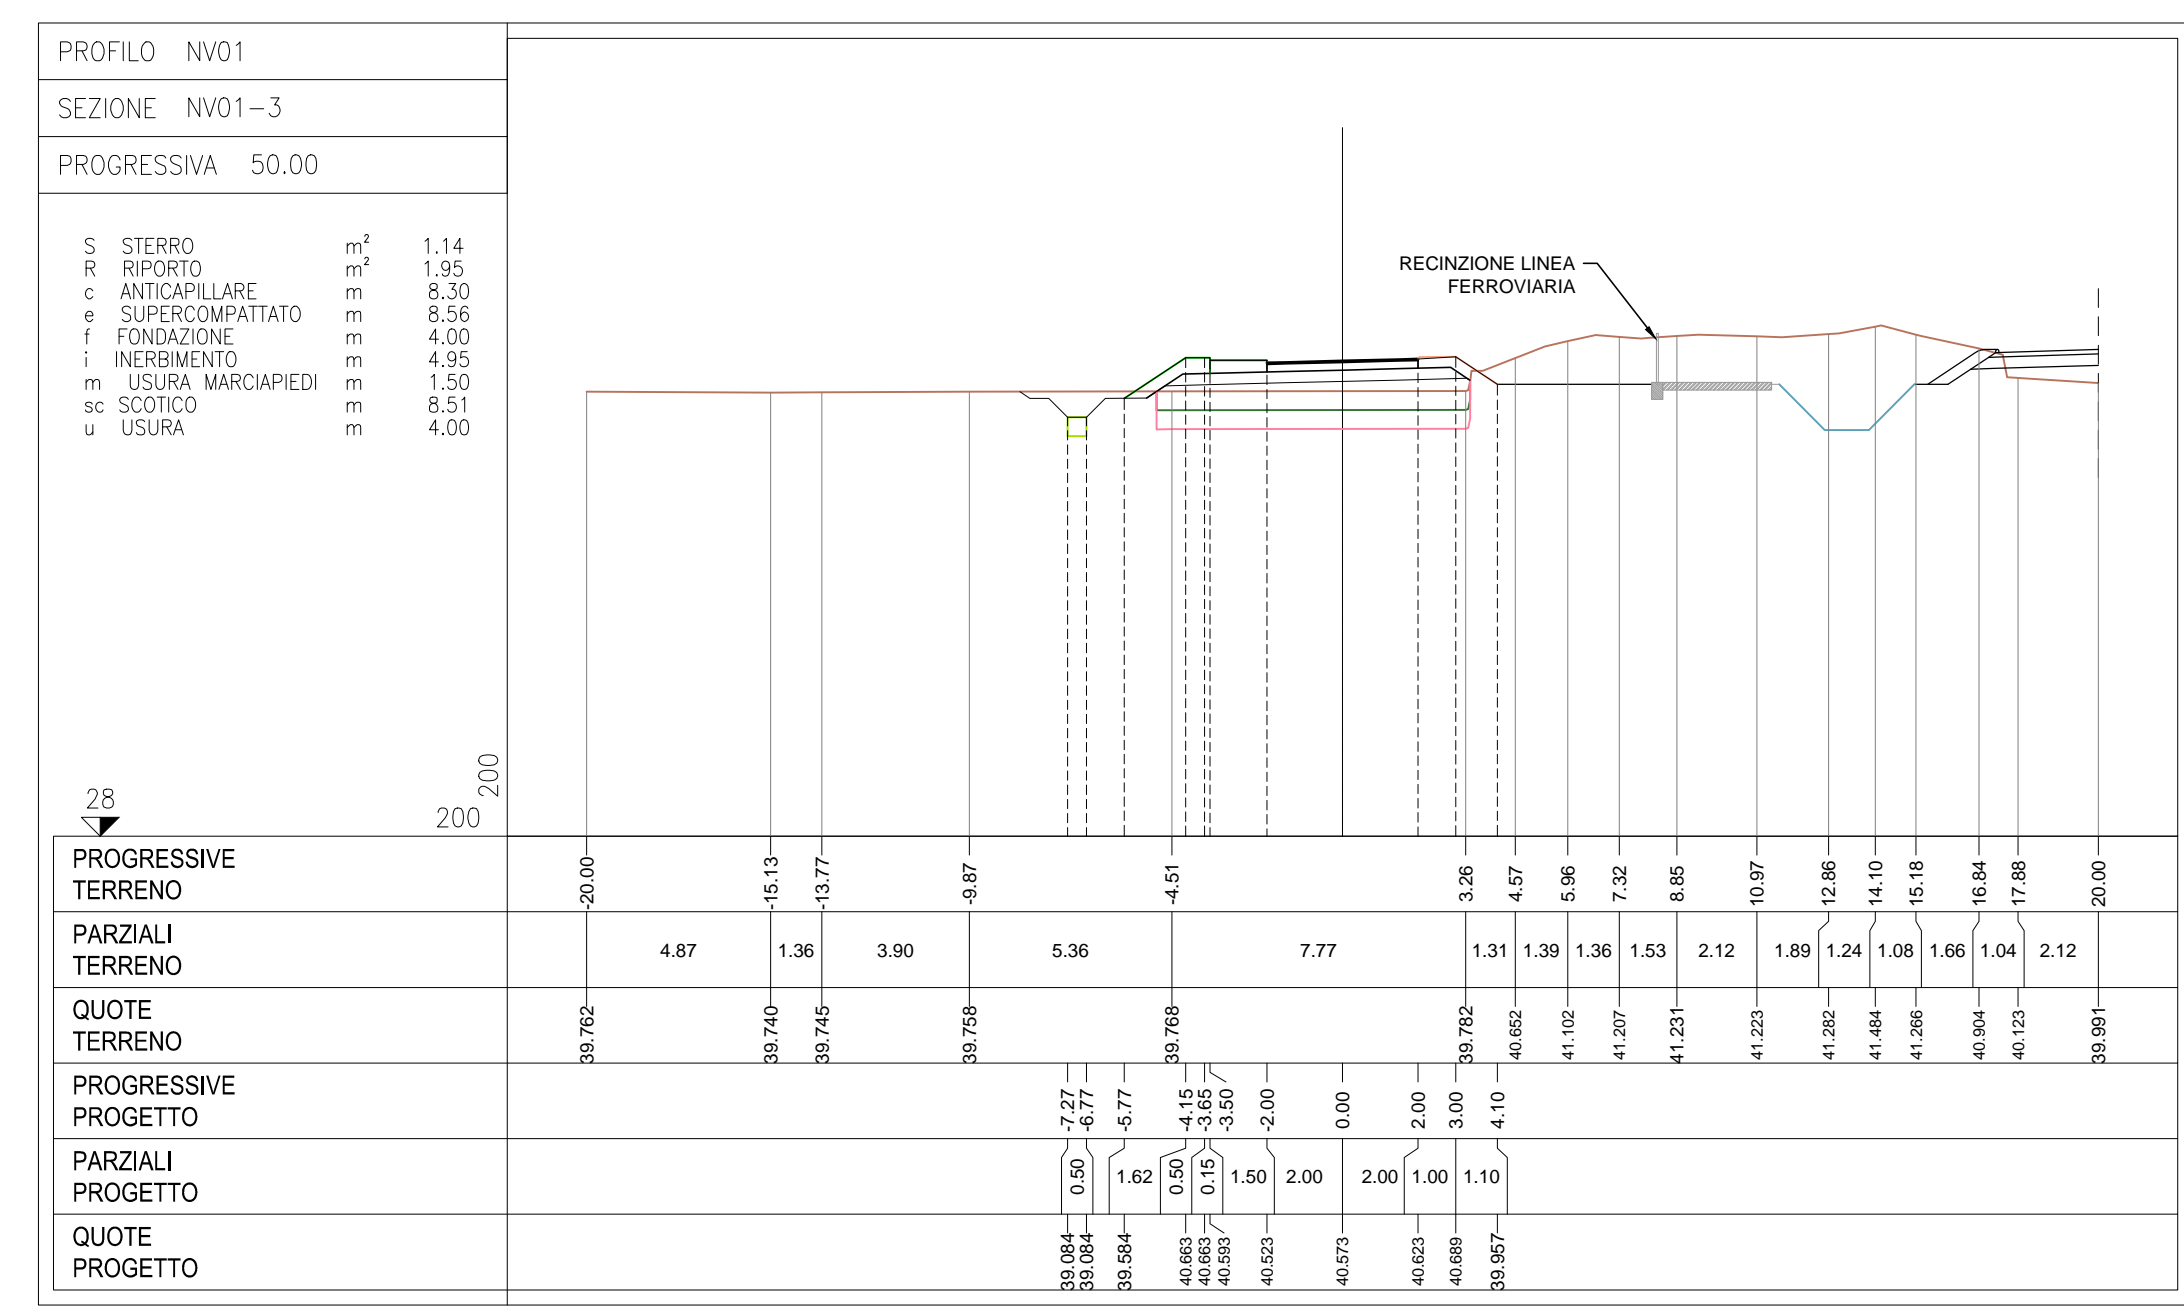 PROFILO NV01
SEZIONE NV01-3
PROGRESSIVA 50.00
S STERRO m² 1.14
R RIPORTO m² 1.95
c ANTICAPILLARE m 8.30
e SUPERCOMPATTATO m 8.56
f FONDAZIONE m 4.00
i INERBIMENTO m 4.95
m USURA MARCIAPIEDI m 1.50
sc SCOTICO m 8.51
u USURA m 4.00
RECINZIONE LINEA
FERROVIARIA
200
28
200
PROGRESSIVE
TERRENO
-20.00 -15.13 -13.77 -9.87 -4.51 3.26 4.57 5.96 7.32 8.85 10.97 12.86 14.10 15.18 16.84 17.88 20.00
PARZIALI
TERRENO
4.87 1.36 3.90 5.36 7.77 1.31 1.39 1.36 1.53 2.12 1.89 1.24 1.08 1.66 1.04 2.12
QUOTE
TERRENO
39.762 39.740 39.745 39.758 39.768 39.782 40.652 41.102 41.207 41.231 41.223 41.282 41.484 41.266 40.904 40.123 39.991
PROGRESSIVE
PROGETTO
-7.27 -6.77 -5.77 -4.15 -3.65 -3.50 -2.00 0.00 2.00 3.00 4.10
PARZIALI
PROGETTO
0.50 1.62 0.50 0.15 1.50 2.00 2.00 1.00 1.10
QUOTE
PROGETTO
39.084 39.084 39.584 40.663 40.663 40.593 40.523 40.573 40.623 40.689 39.957